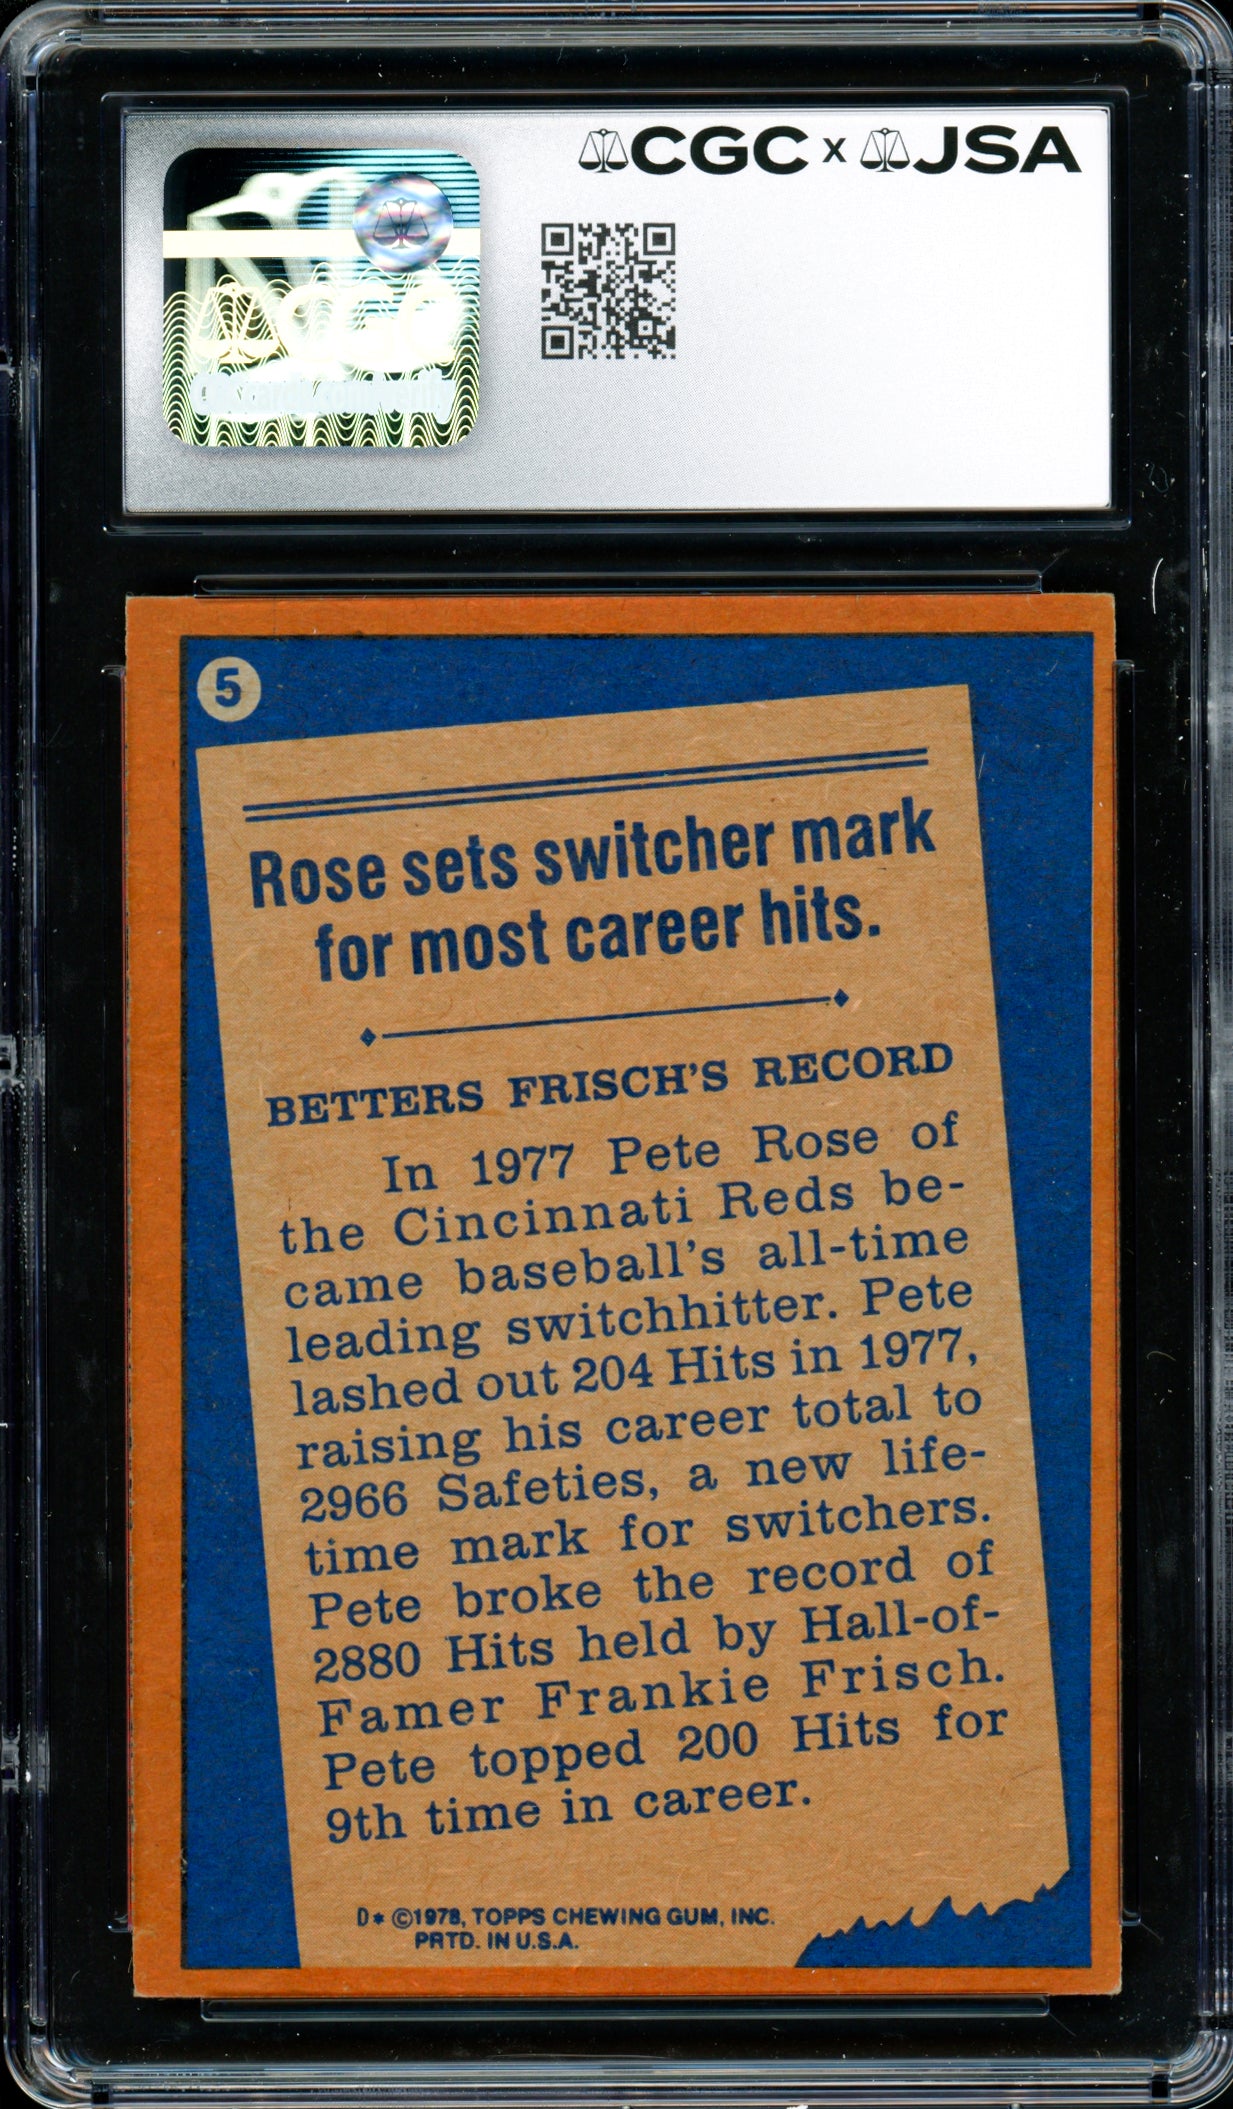 CGC x JSA
CGC
5
Rose sets switcher mark
for most career hits.
BETTERS FRISCH'S RECORD
In 1977 Pete Rose of
the Cincinnati Reds be-
came baseball's all-time
leading switchhitter. Pete
lashed out 204 Hits in 1977,
raising his career total to
2966 Safeties, a new life-
time mark for switchers.
Pete broke the record of
2880 Hits held by Hall-of-
Famer Frankie Frisch.
Pete topped 200 Hits for
9th time in career.
D* ©1978, TOPPS CHEWING GUM, INC.
PRTD. IN U.S.A.